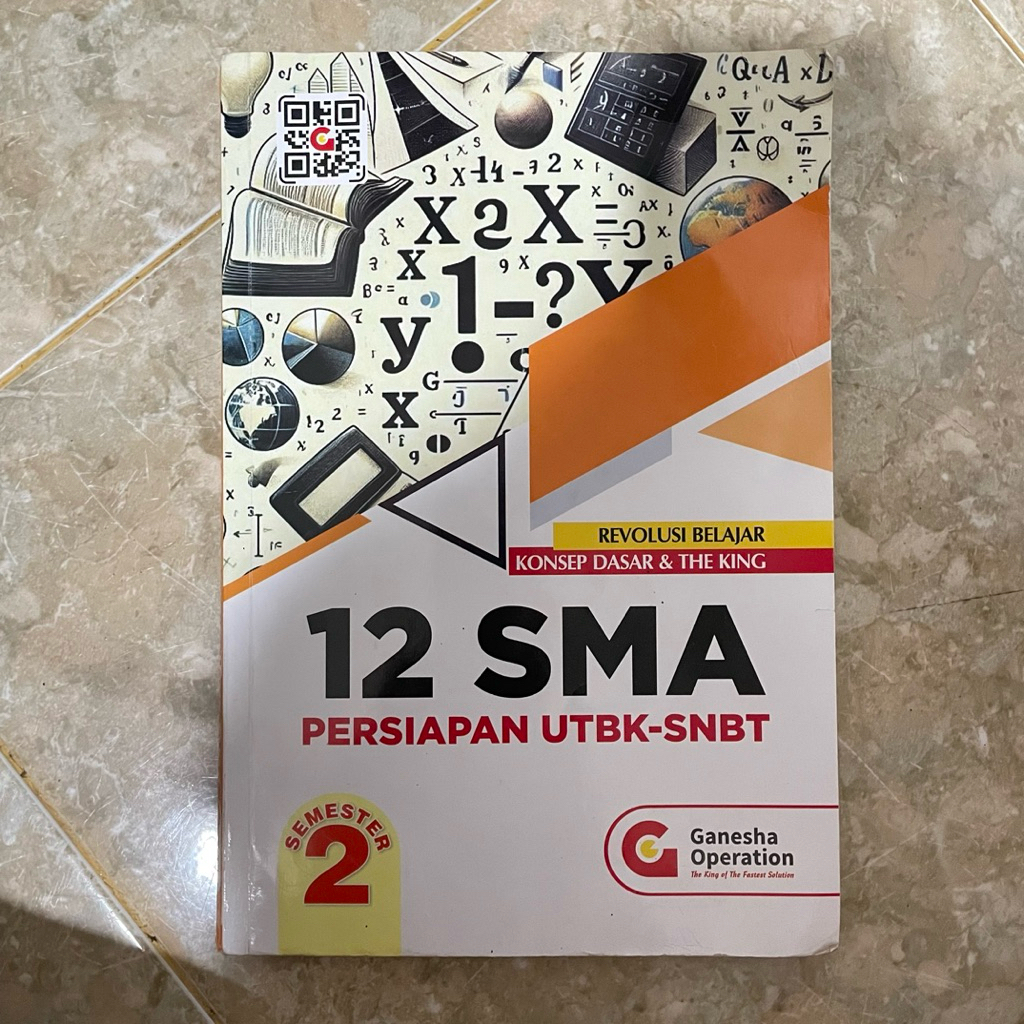 REVOLUSI BELAJAR
KONSEP DASAR & THE KING
12 SMA
PERSIAPAN UTBK-SNBT
SEMESTER
2
Ganesha
Operation
The King of The Fastest Solution